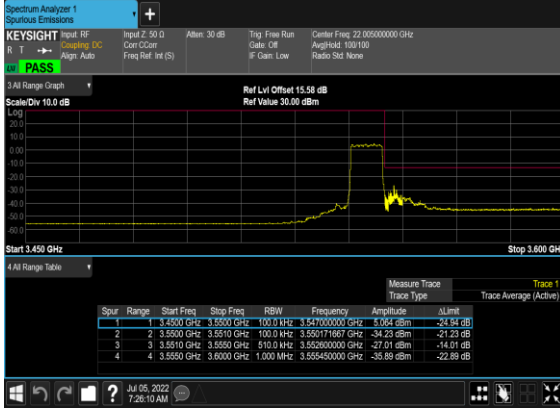 Spectrum Analyzer 1
Spurious Emissions
+
KEYSIGHT Input: RF Input Z: 50 Ω Atten: 30 dB Trig: Free Run Center Freq: 22.005000000 GHz
R T Coupling: DC Corr CCorr Gate: Off Avg|Hold: 100/100
Align: Auto Freq Ref: Int (S) IF Gain: Low Radio Std: None
PASS
3 All Range Graph
Ref Lvl Offset 15.58 dB
Scale/Div 10.0 dB Ref Value 30.00 dBm
Log
20.0
10.0
0.00
-10.0
-20.0
-30.0
-40.0
-50.0
-60.0
Start 3.450 GHz Stop 3.600 GH
4 All Range Table
Measure Trace Trace 1
Trace Type Trace Average (Active)
Spur Range Start Freq Stop Freq RBW Frequency Amplitude ΔLimit
1 1 3.4500 GHz 3.5500 GHz 100.0 kHz 3.547000000 GHz 5.064 dBm -24.94 dB
2 2 3.5500 GHz 3.5510 GHz 100.0 kHz 3.550171667 GHz -34.23 dBm -21.23 dB
3 3 3.5510 GHz 3.5550 GHz 510.0 kHz 3.552600000 GHz -27.01 dBm -14.01 dB
4 4 3.5550 GHz 3.6000 GHz 1.000 MHz 3.555450000 GHz -35.89 dBm -22.89 dB
? Jul 05, 2022
7:26:10 AM